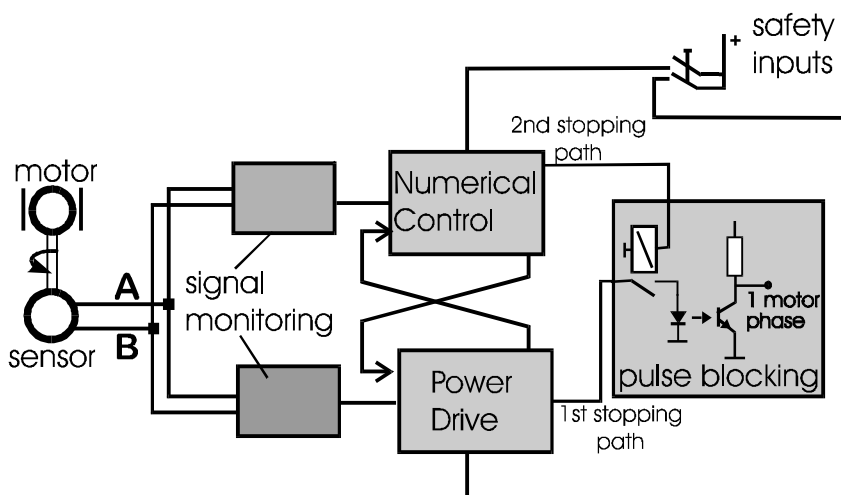 safety
+
inputs
2nd stopping
path
motor
Numerical
Control
A
signal
monitoring
B
sensor
1 motor
phase
pulse blocking
Power
Drive
1st stopping
path